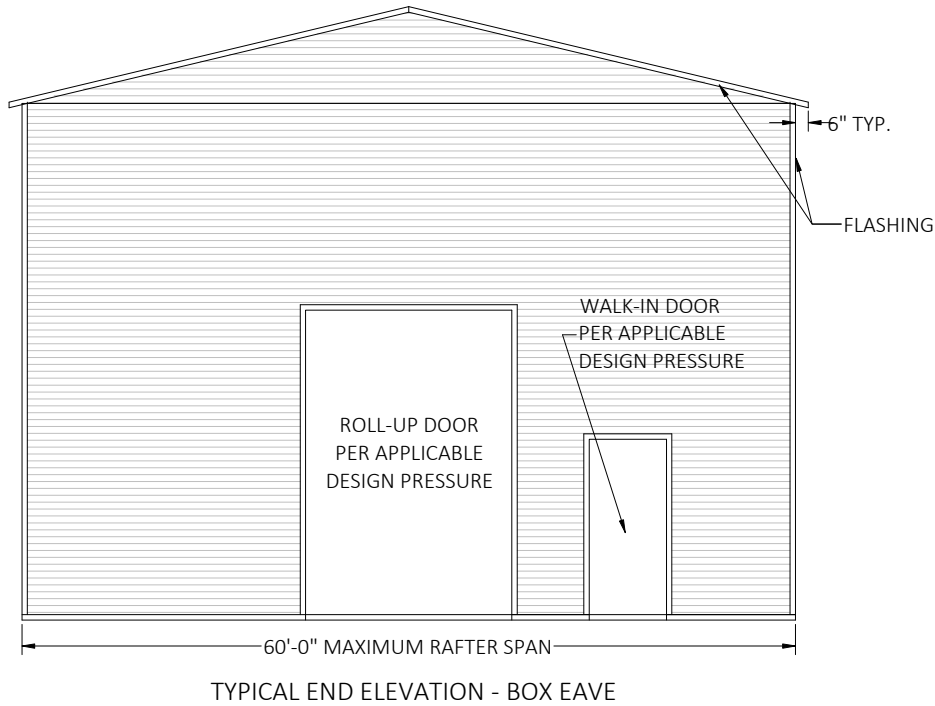 6" TYP.
FLASHING
WALK-IN DOOR
PER APPLICABLE
DESIGN PRESSURE
ROLL-UP DOOR
PER APPLICABLE
DESIGN PRESSURE
60'-0" MAXIMUM RAFTER SPAN
TYPICAL END ELEVATION - BOX EAVE